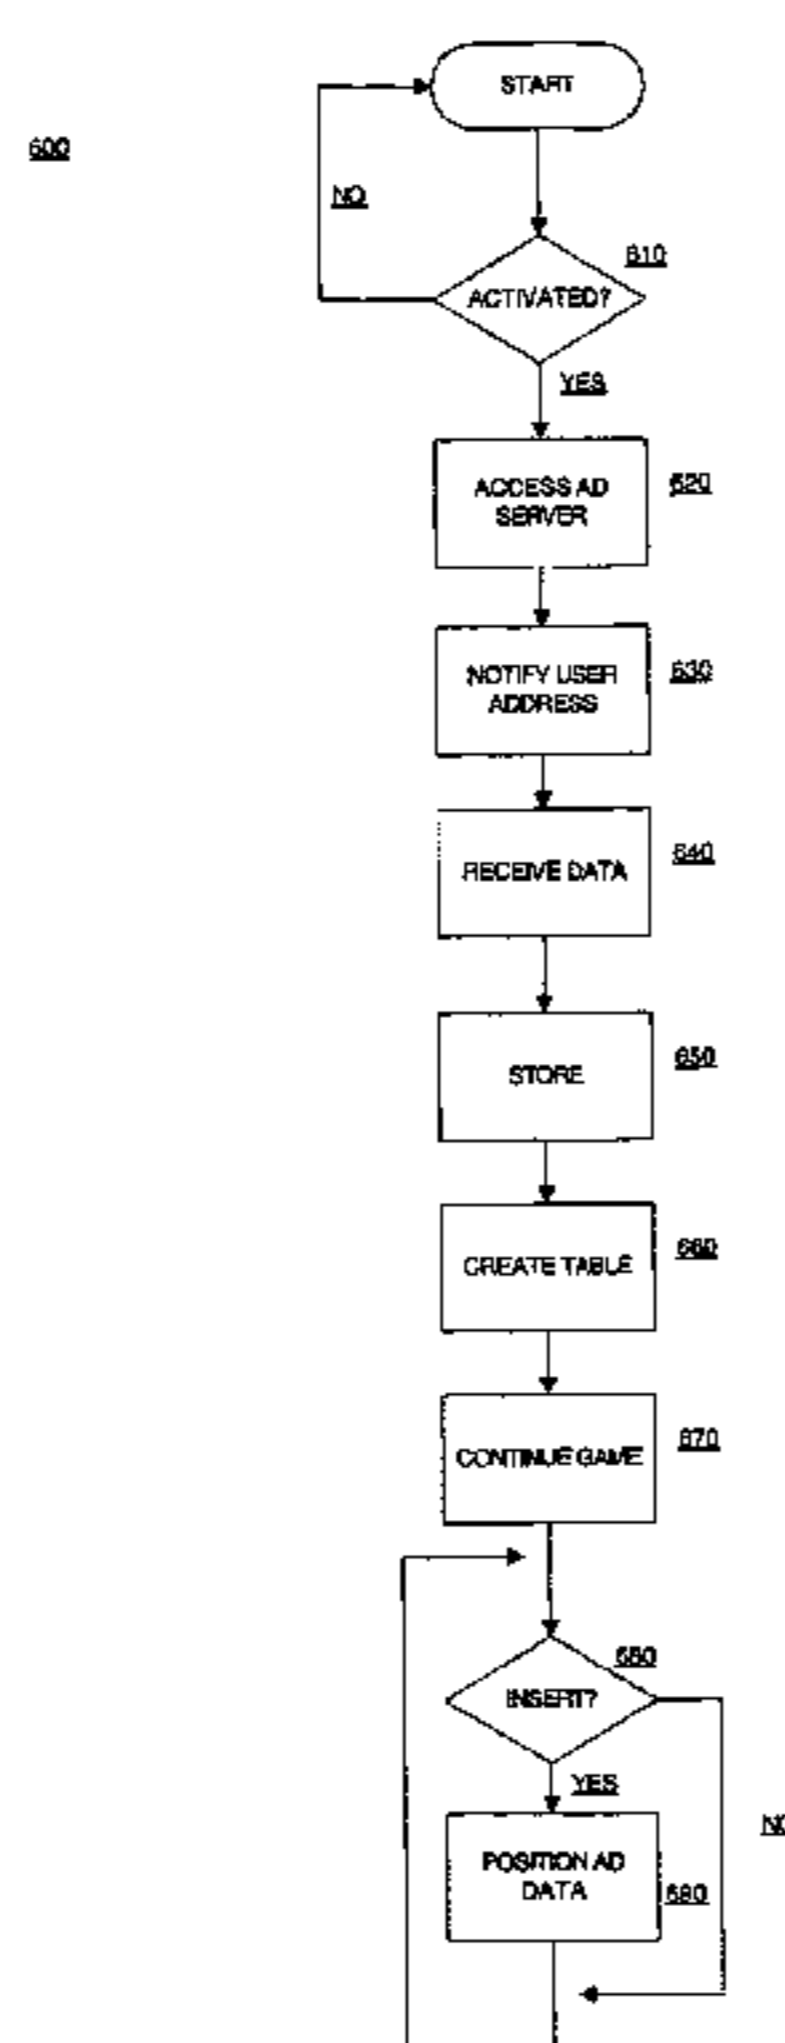 START
600
NO
610
ACTIVATED?
YES
ACCESS AD
SERVER
620
NOTIFY USER
ADDRESS
630
RECEIVE DATA
640
STORE
650
CREATE TABLE
660
CONTINUE GAME
670
680
INSERT?
YES
NO
POSITION AD
DATA
690